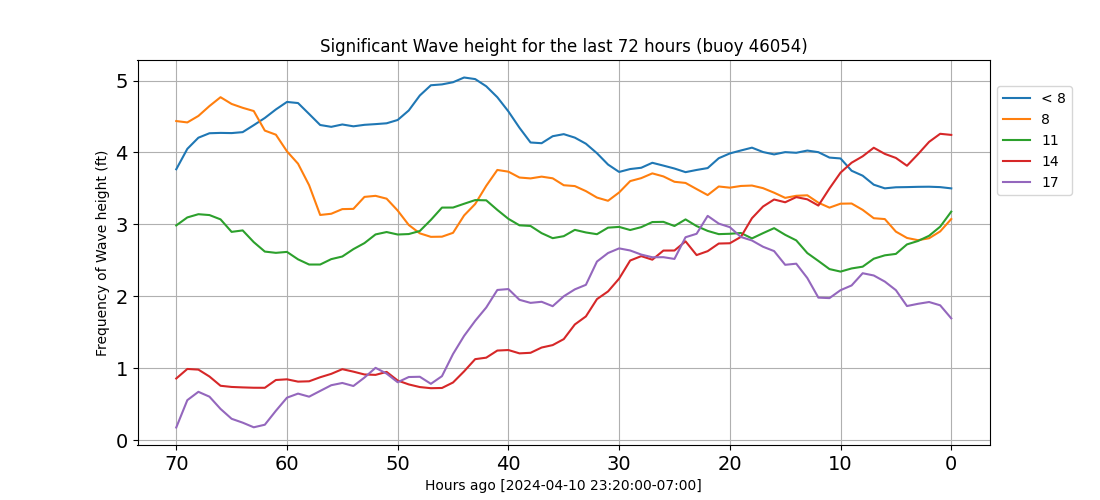 Significant Wave height for the last 72 hours (buoy 46054)
Frequency of Wave height (ft)
5
4
3
2
1
0
70 60 50 40 30 20 10 0
Hours ago [2024-04-10 23:20:00-07:00]
< 8
8
11
14
17